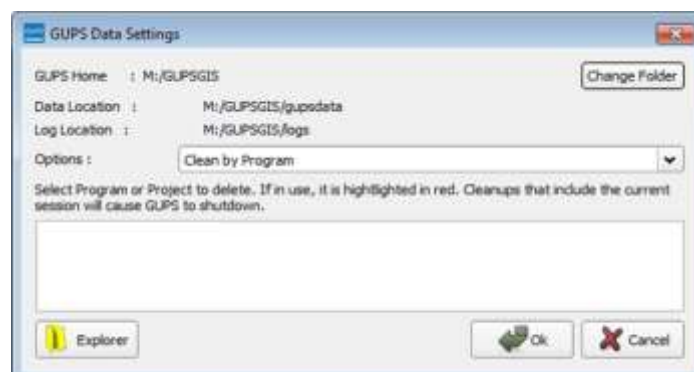 GUPS Data Settings
GUPS Home : M:/GUPSGIS
Change Folder
Data Location : M:/GUPSGIS/gupsdata
Log Location : M:/GUPSGIS/logs
Options : Clean by Program
Select Program or Project to delete. If in use, it is hightlighted in red. Cleanups that include the current
session will cause GUPS to shutdown.
Explorer Ok Cancel